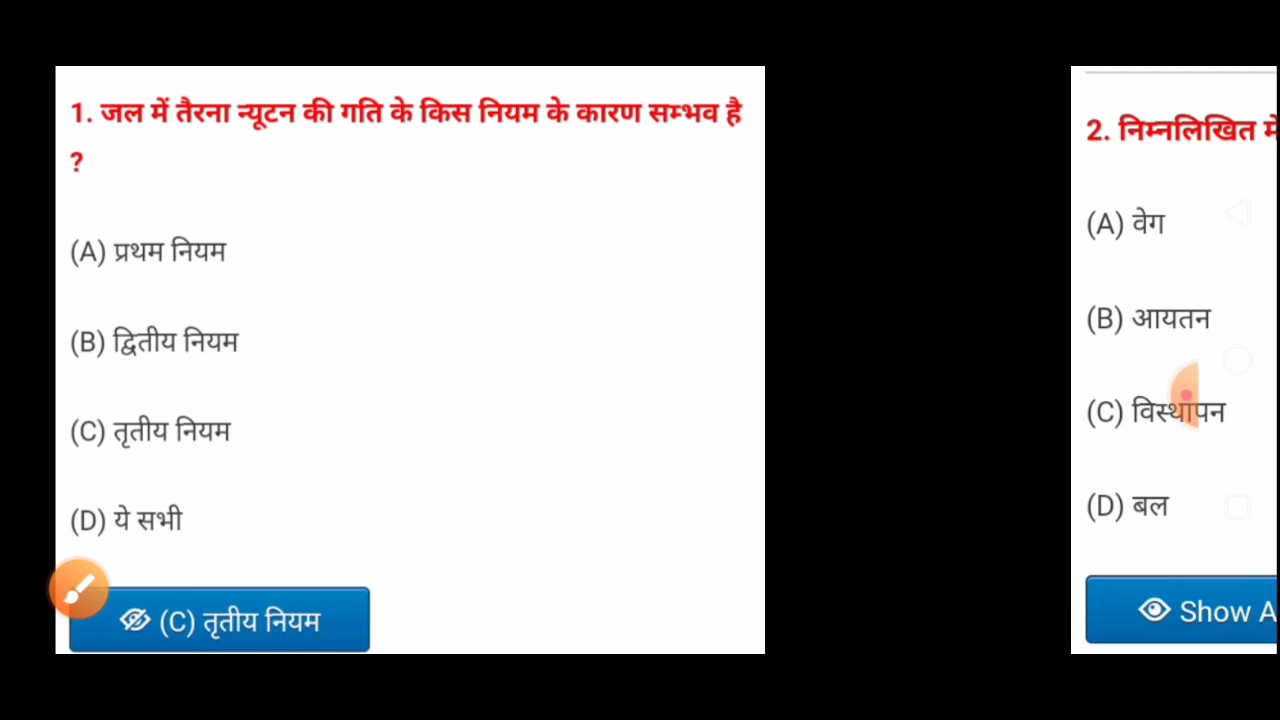 1. जल में तैरना न्यूटन की गति के किस नियम के कारण सम्भव है
?
(A) प्रथम नियम
(B) द्वितीय नियम
(C) तृतीय नियम
(D) ये सभी
(C) तृतीय नियम
2. निम्नलिखित
(A) वेग
(B) आयतन
(C) विस्थापन
(D) बल
Show